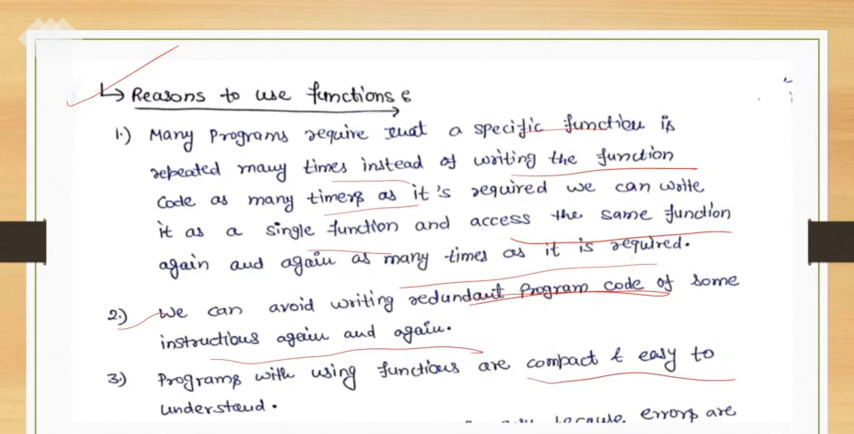 ↳ Reasons to use functions :
1.) Many Programs require that a specific function is
repeated many times instead of writing the function
code as many timers as it's required we can write
it as a single function and access the same function
again and again as many times as it is required.
2.) We can avoid writing redundant Program code of some
instructions again and again.
3.) Programs with using functions are compact & easy to
understand.
because errors are